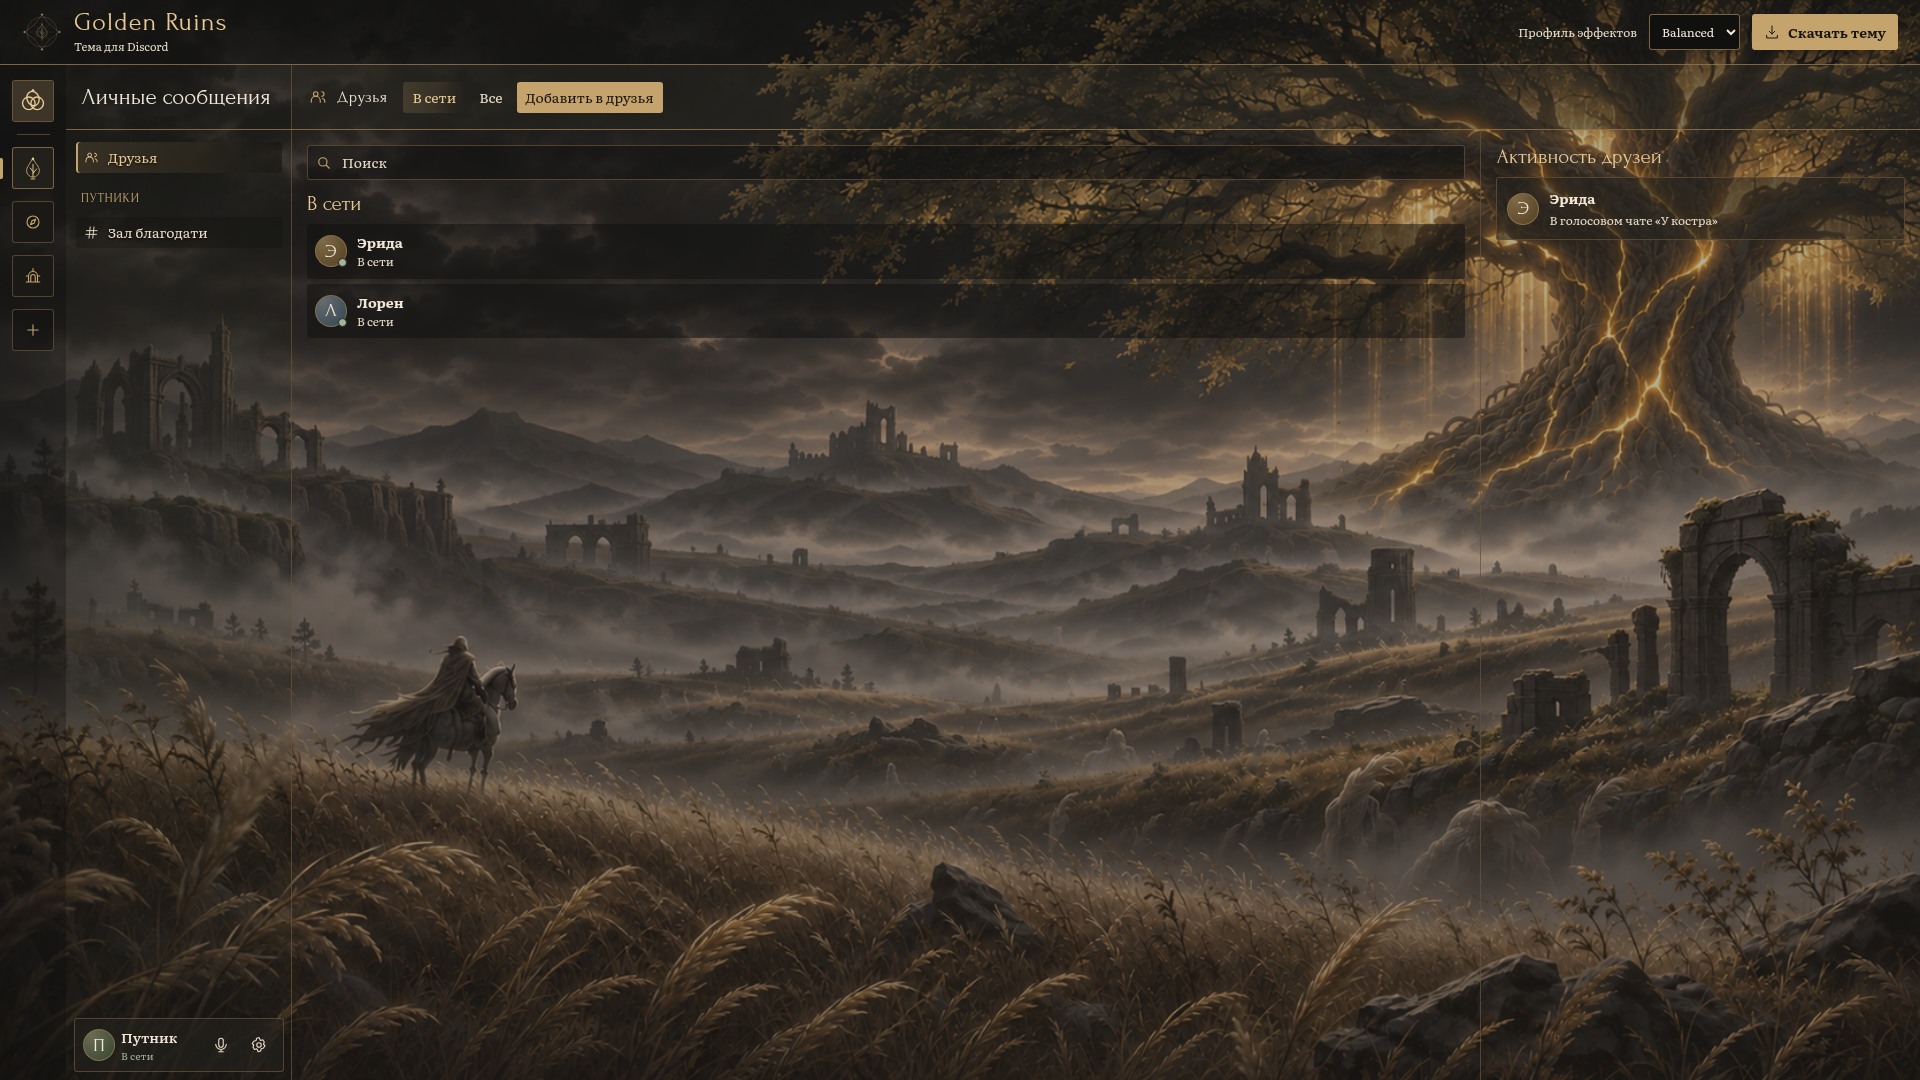 Golden Ruins
Тема для Discord
Профиль эффектов
Balanced
Скачать тему
Личные сообщения
Друзья
В сети
Все
Добавить в друзья
Друзья
ПУТНИКИ
Зал благодати
Поиск
В сети
Э
Эрида
В сети
Л
Лорен
В сети
Активность друзей
Э
Эрида
В голосовом чате «У костра»
П
Путник
В сети